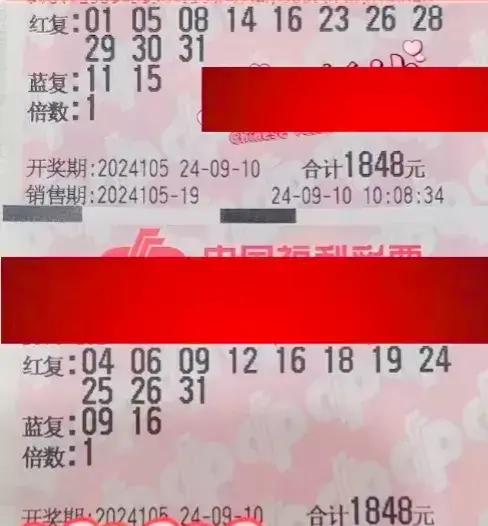 红复:01 05 08 14 16 23 26 28
29 30 31
蓝复:11 15
倍数:1
开奖期:2024105 24-09-10 合计1848元
销售期:2024105-19 24-09-10 10:08:34
中国福利彩票
红复:04 06 09 12 16 18 19 24
25 26 31
蓝复:09 16
倍数:1
开奖期:2024105 24-09-10 合计1848元